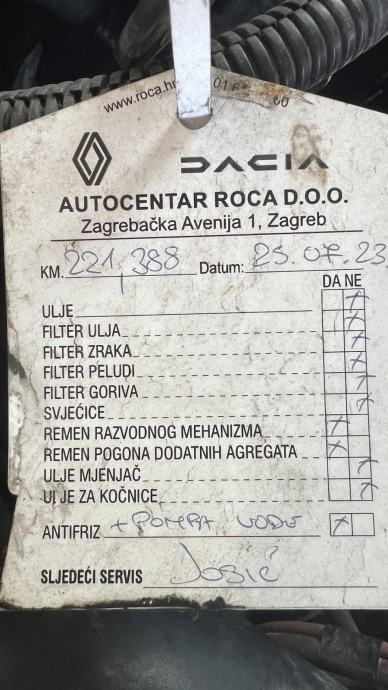 www.roca.hr
DACIA
AUTOCENTAR ROCA D.O.O.
Zagrebačka Avenija 1, Zagreb
KM. 221,388 Datum: 25.07.23
DA NE
ULJE X
FILTER ULJA X
FILTER ZRAKA X
FILTER PELUDI X
FILTER GORIVA X
SVJEĆICE X
REMEN RAZVODNOG MEHANIZMA X
REMEN POGONA DODATNIH AGREGATA X
ULJE MJENJAČ X
ULJE ZA KOČNICE X
ANTIFRIZ + POMPA VODE X
SLJEDEĆI SERVIS Josić